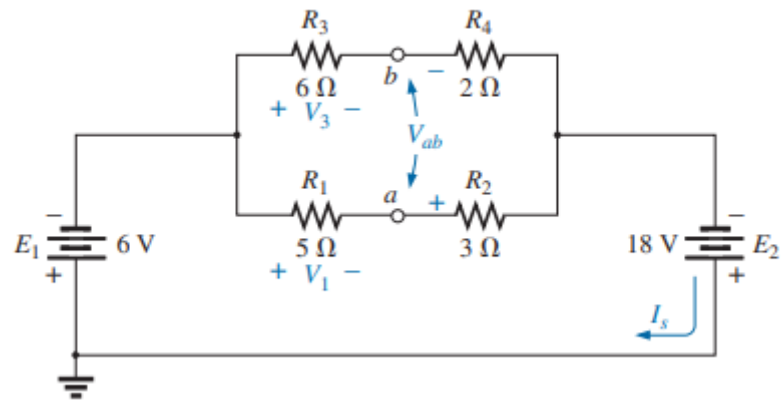 R3 R4
b −
6 Ω 2 Ω
+ V3 −
Vab
− R1 a + R2 −
E1 6 V 5 Ω 3 Ω 18 V E2
+ + V1 − +
Is